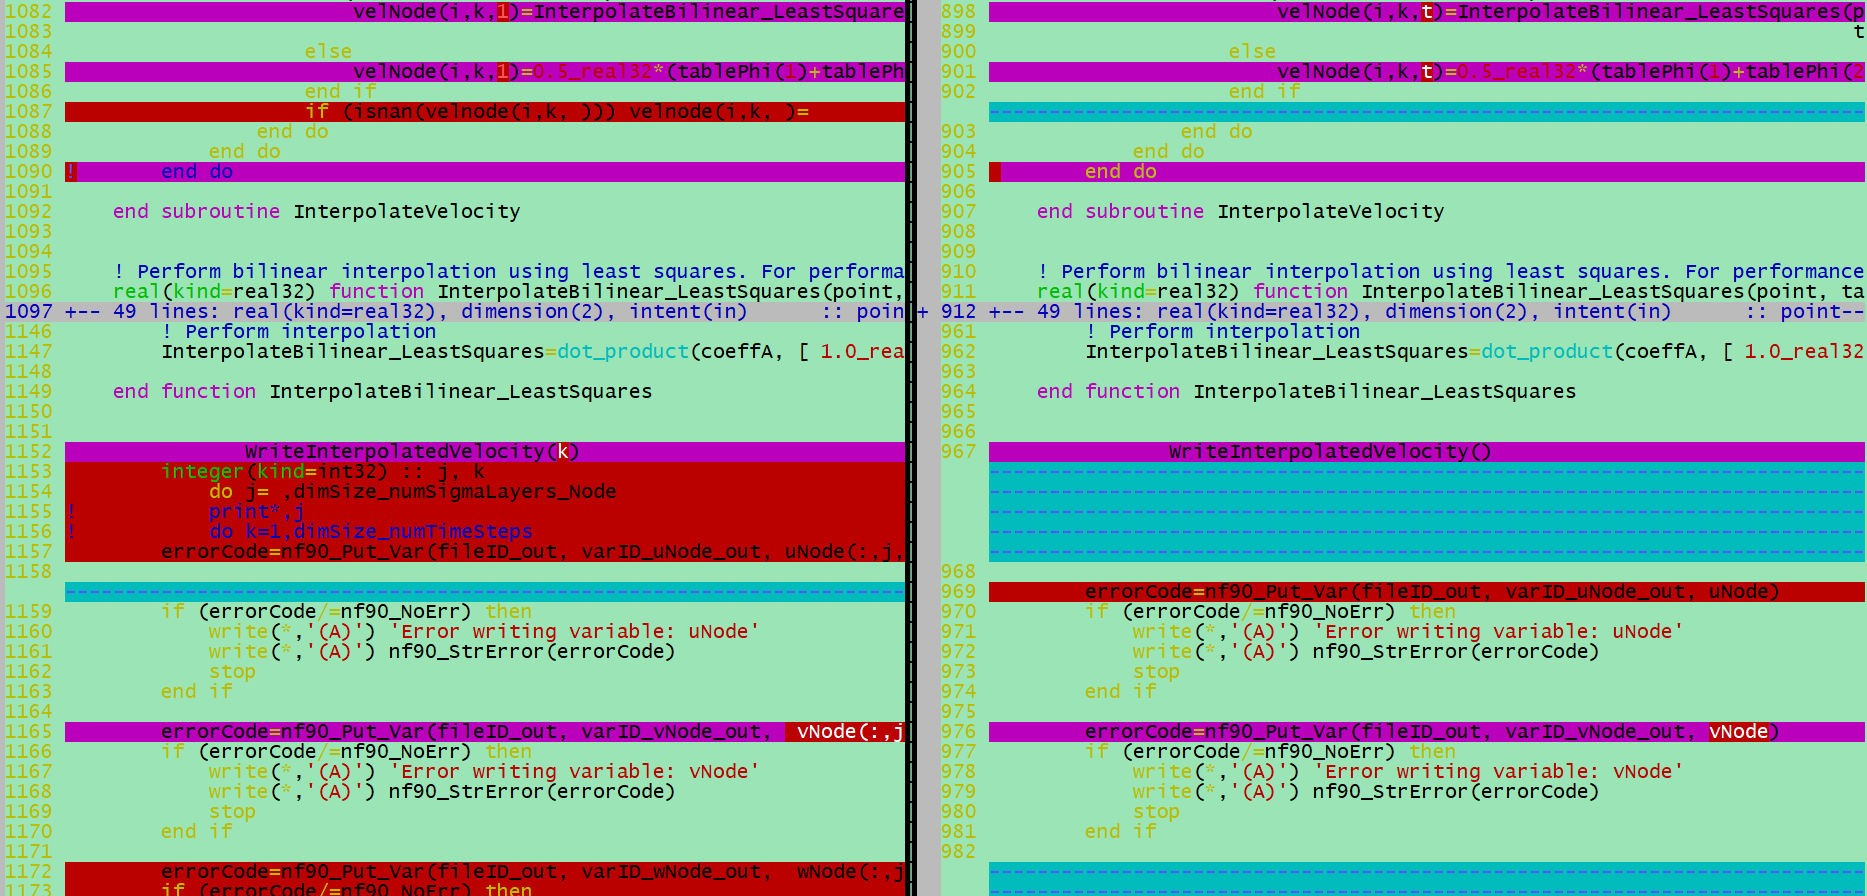 1082 velNode(i,k,1)=InterpolateBilinear_LeastSquare
1083
1084 else
1085 velNode(i,k,1)=0.5_real32*(tablePhi(1)+tablePh
1086 end if
1087 if (isnan(velnode(i,k, ))) velnode(i,k, )=
1088 end do
1089 end do
1090 ! end do
1091
1092 end subroutine InterpolateVelocity
1093
1094
1095 ! Perform bilinear interpolation using least squares. For performa
1096 real(kind=real32) function InterpolateBilinear_LeastSquares(point,
1097 +-- 49 lines: real(kind=real32), dimension(2), intent(in) :: poin
1146 ! Perform interpolation
1147 InterpolateBilinear_LeastSquares=dot_product(coeffA, [ 1.0_rea
1148
1149 end function InterpolateBilinear_LeastSquares
1150
1151
1152 WriteInterpolatedVelocity(k)
1153 integer(kind=int32) :: j, k
1154 do j= ,dimSize_numSigmaLayers_Node
1155 ! print*,j
1156 ! do k=1,dimSize_numTimeSteps
1157 errorCode=nf90_Put_Var(fileID_out, varID_uNode_out, uNode(:,j,
1158
1159 if (errorCode/=nf90_NoErr) then
1160 write(*,'(A)') 'Error writing variable: uNode'
1161 write(*,'(A)') nf90_StrError(errorCode)
1162 stop
1163 end if
1164
1165 errorCode=nf90_Put_Var(fileID_out, varID_vNode_out, vNode(:,j
1166 if (errorCode/=nf90_NoErr) then
1167 write(*,'(A)') 'Error writing variable: vNode'
1168 write(*,'(A)') nf90_StrError(errorCode)
1169 stop
1170 end if
1171
1172 errorCode=nf90_Put_Var(fileID_out, varID_wNode_out, wNode(:,j
1173 if (errorCode/=nf90_NoErr) then
898 velNode(i,k,t)=InterpolateBilinear_LeastSquares(p
899 t
900 else
901 velNode(i,k,t)=0.5_real32*(tablePhi(1)+tablePhi(2
902 end if
903 end do
904 end do
905 end do
906
907 end subroutine InterpolateVelocity
908
909
910 ! Perform bilinear interpolation using least squares. For performance
911 real(kind=real32) function InterpolateBilinear_LeastSquares(point, ta
+ 912 +-- 49 lines: real(kind=real32), dimension(2), intent(in) :: point--
961 ! Perform interpolation
962 InterpolateBilinear_LeastSquares=dot_product(coeffA, [ 1.0_real32
963
964 end function InterpolateBilinear_LeastSquares
965
966
967 WriteInterpolatedVelocity()
968
969 errorCode=nf90_Put_Var(fileID_out, varID_uNode_out, uNode)
970 if (errorCode/=nf90_NoErr) then
971 write(*,'(A)') 'Error writing variable: uNode'
972 write(*,'(A)') nf90_StrError(errorCode)
973 stop
974 end if
975
976 errorCode=nf90_Put_Var(fileID_out, varID_vNode_out, vNode)
977 if (errorCode/=nf90_NoErr) then
978 write(*,'(A)') 'Error writing variable: vNode'
979 write(*,'(A)') nf90_StrError(errorCode)
980 stop
981 end if
982